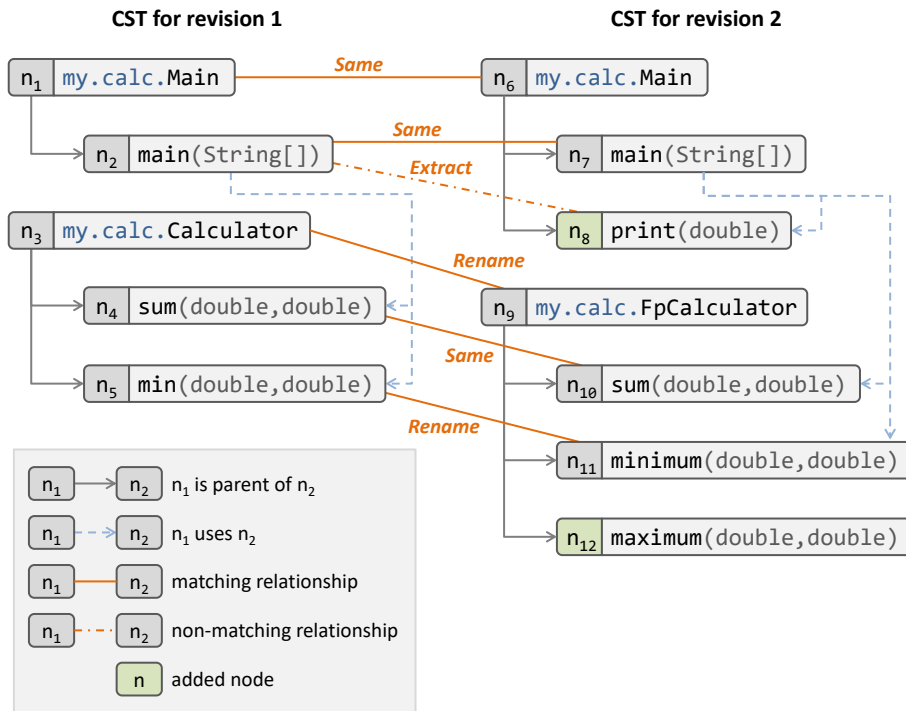 CST for revision 1
CST for revision 2
n1 my.calc.Main
Same
n6 my.calc.Main
n2 main(String[])
Same
n7 main(String[])
Extract
n8 print(double)
n3 my.calc.Calculator
Rename
n9 my.calc.FpCalculator
n4 sum(double,double)
Same
n10 sum(double,double)
n5 min(double,double)
Rename
n11 minimum(double,double)
n12 maximum(double,double)
n1 n2 n1 is parent of n2
n1 n2 n1 uses n2
n1 n2 matching relationship
n1 n2 non-matching relationship
n added node